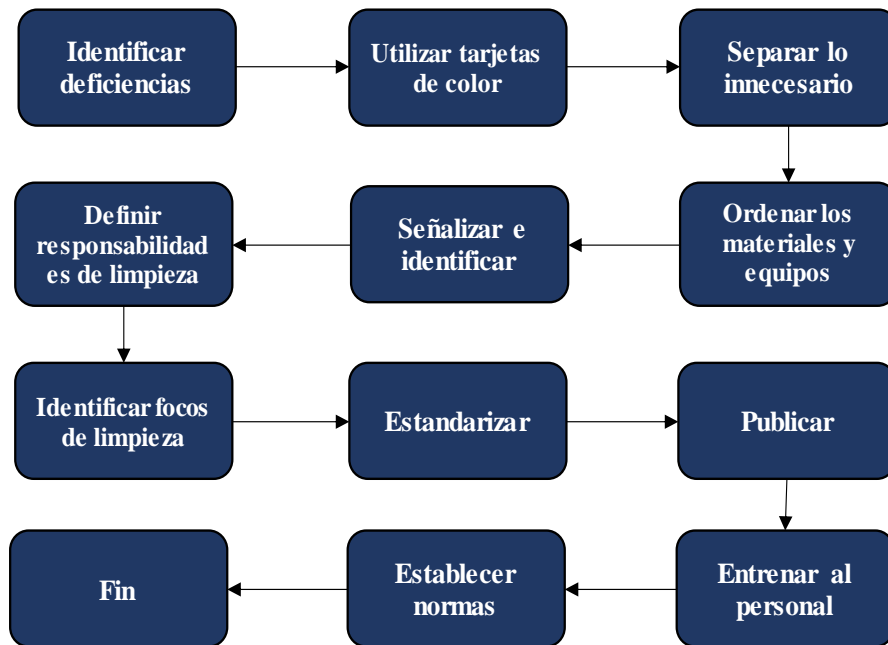 Identificar
deficiencias
Utilizar tarjetas
de color
Separar lo
innecesario
Ordenar los
materiales y
equipos
Señalizar e
identificar
Definir
responsabilidad
es de limpieza
Identificar focos
de limpieza
Estandarizar
Publicar
Entrenar al
personal
Establecer
normas
Fin